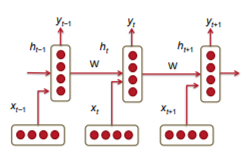 yₜ₋₁ yₜ yₜ₊₁
hₜ₋₁ hₜ hₜ₊₁
W W
xₜ₋₁ xₜ xₜ₊₁